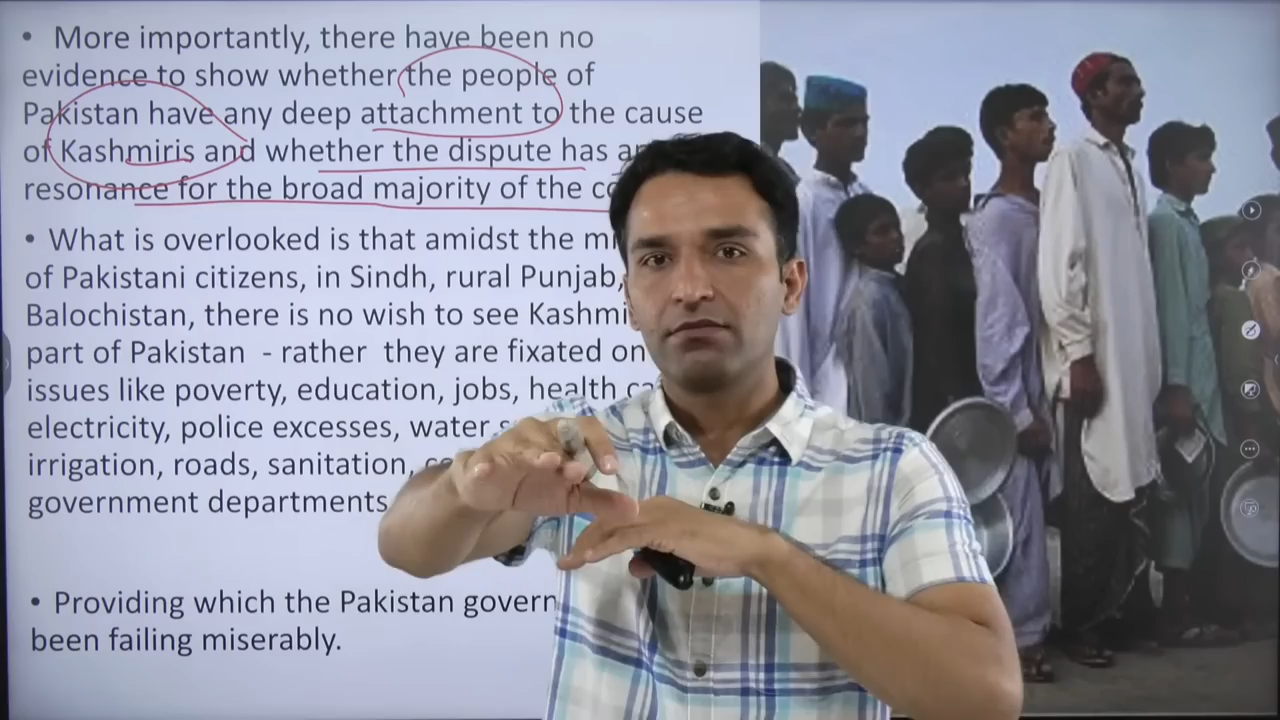 • More importantly, there have been no
evidence to show whether the people of
Pakistan have any deep attachment to the cause
of Kashmiris and whether the dispute has
resonance for the broad majority of the
• What is overlooked is that amidst the
of Pakistani citizens, in Sindh, rural Punjab,
Balochistan, there is no wish to see
part of Pakistan - rather they are fixated on
issues like poverty, education, jobs, health
electricity, police excesses, water
irrigation, roads, sanitation,
government departments
• Providing which the Pakistan
been failing miserably.